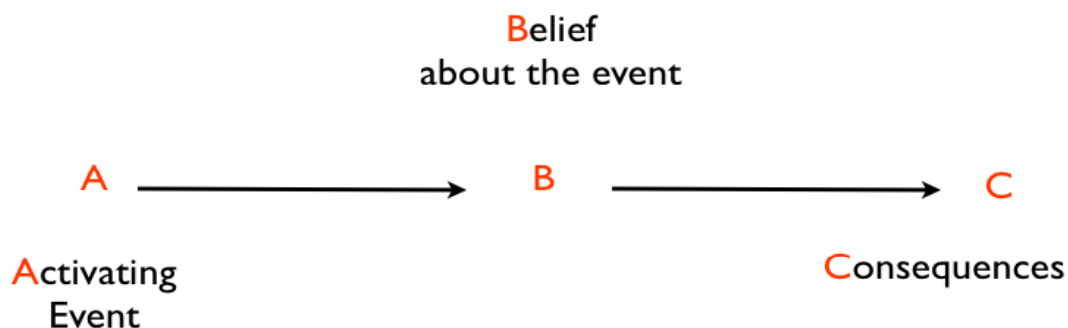 Belief
about the event
A
B
C
Activating
Event
Consequences